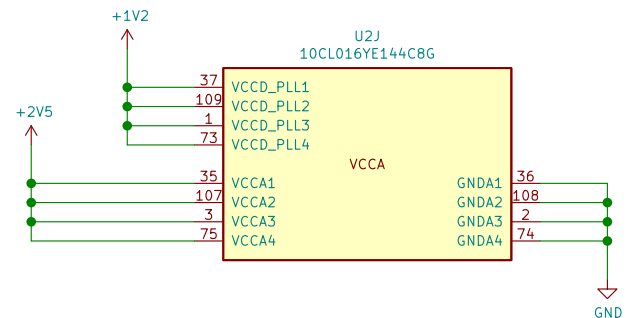 +1V2
U2J
10CL016YE144C8G
37 VCCD_PLL1
109 VCCD_PLL2
+2V5
1 VCCD_PLL3
73 VCCD_PLL4
VCCA
35 VCCA1 GNDA1 36
107 VCCA2 GNDA2 108
3 VCCA3 GNDA3 2
75 VCCA4 GNDA4 74
GND